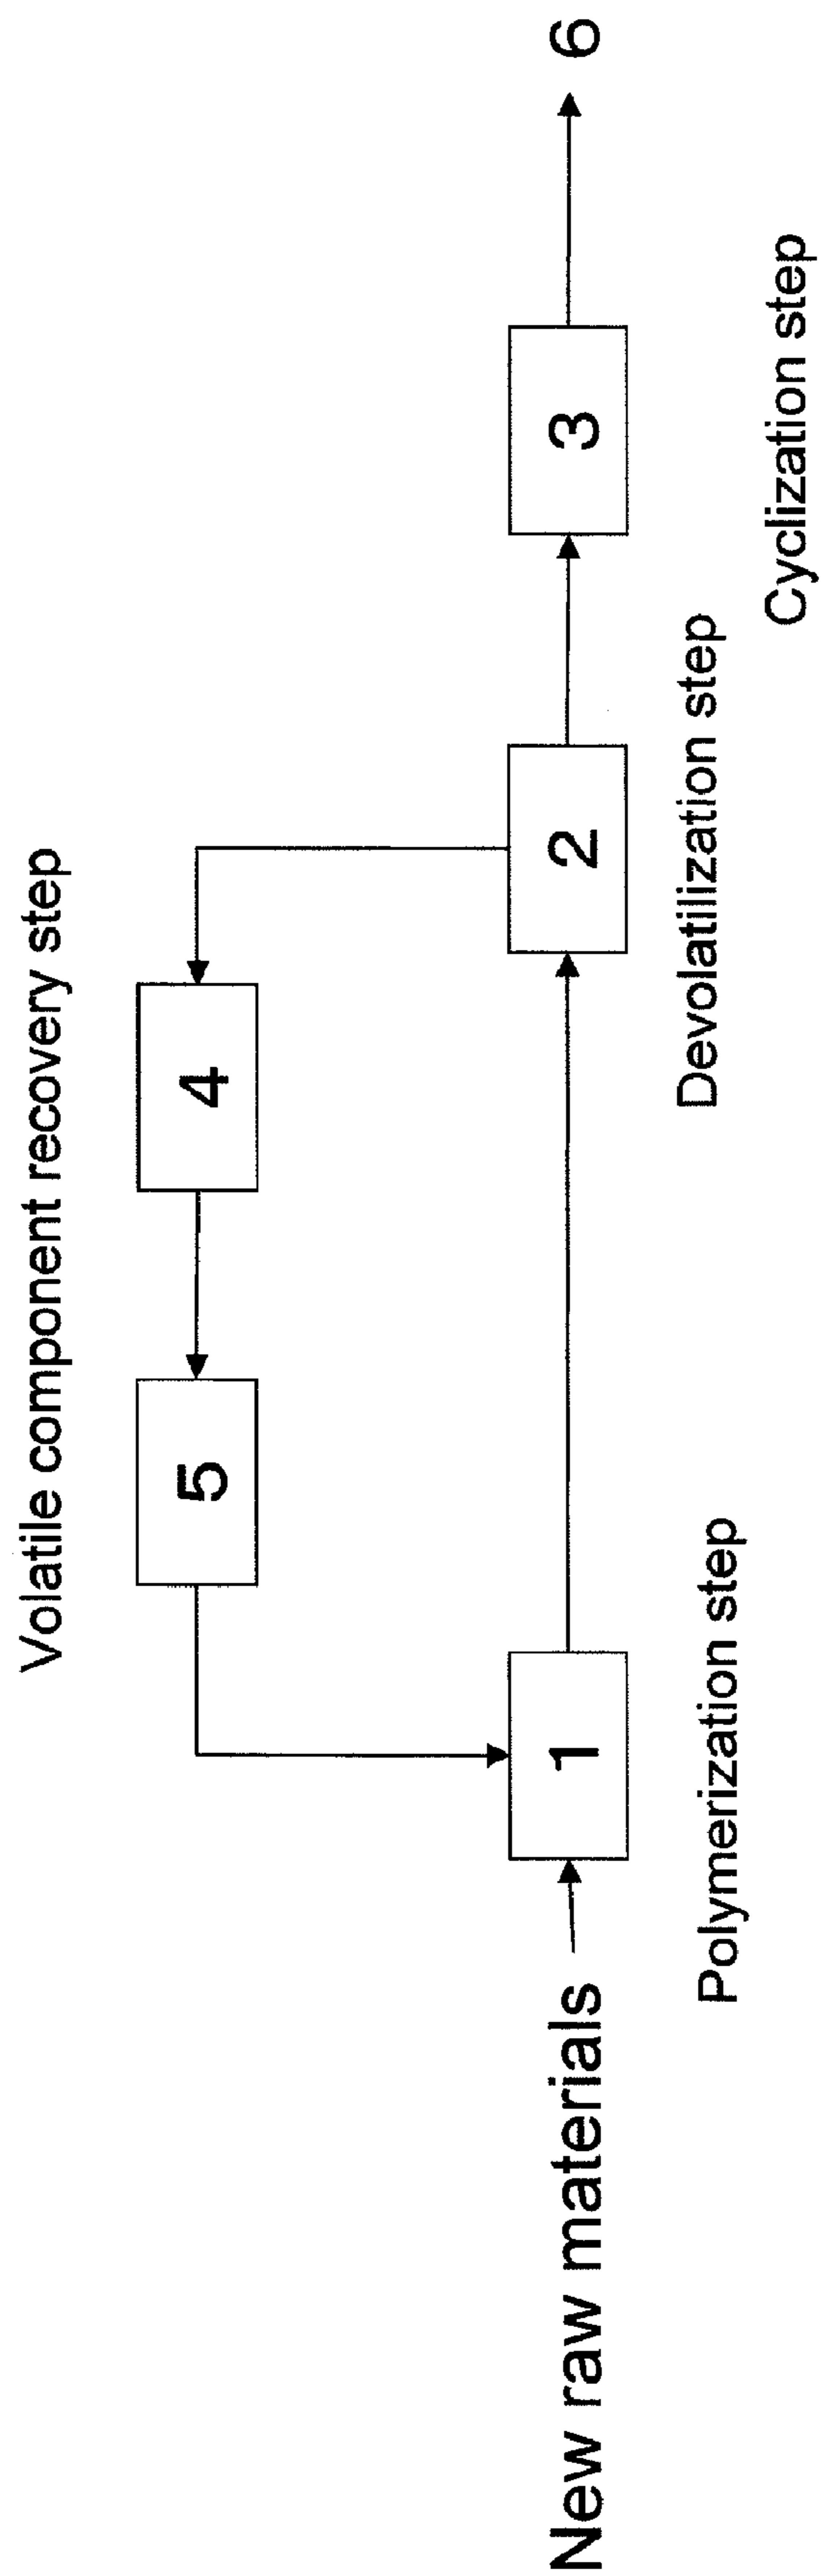 Volatile component recovery step
5
4
New raw materials
1
2
3
6
Polymerization step
Devolatilization step
Cyclization step